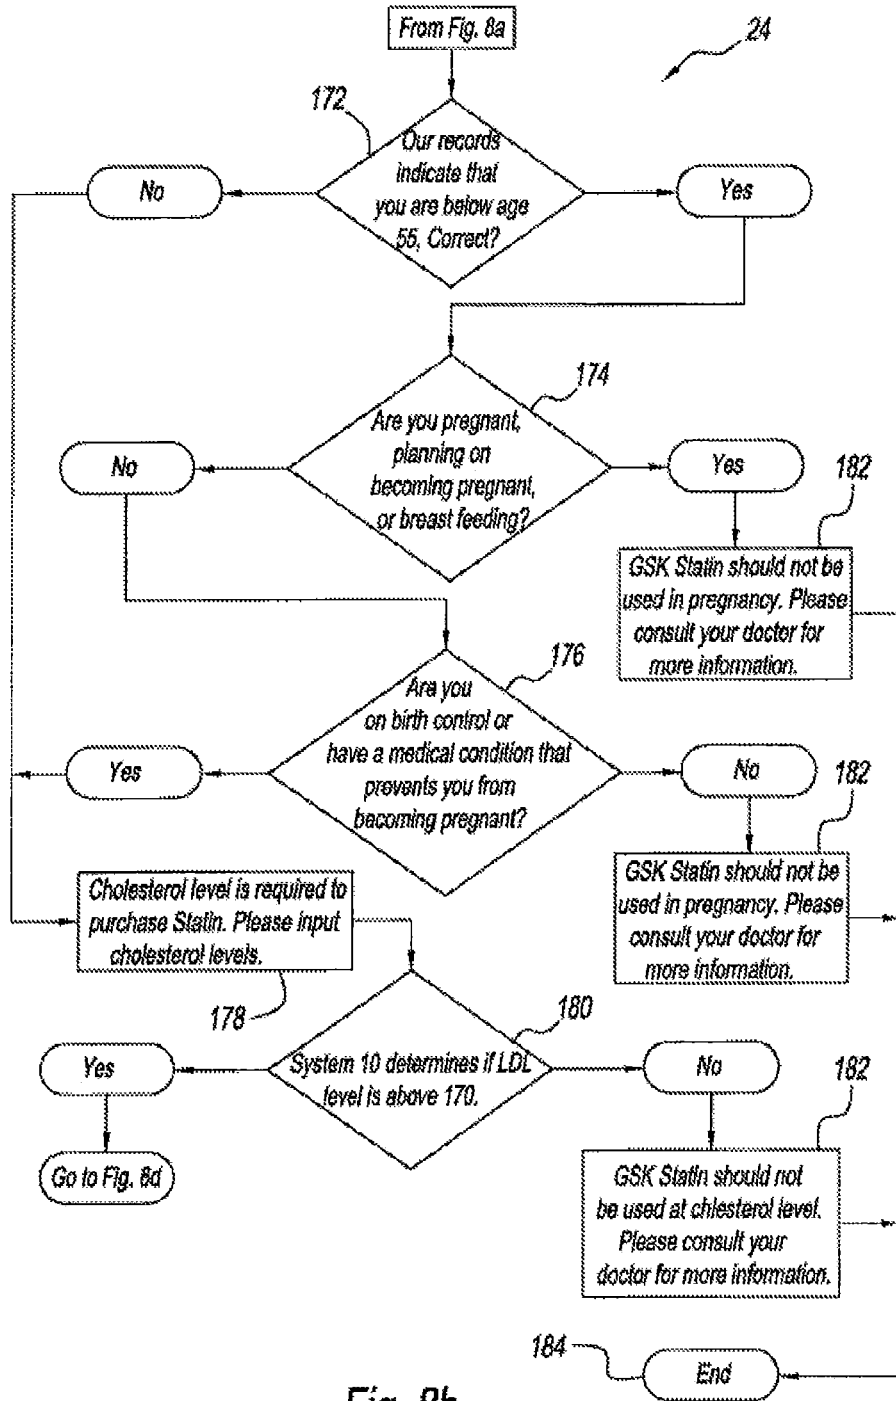 From Fig. 8a
24
172
Our records
indicate that
you are below age
55, Correct?
No
Yes
174
Are you pregnant,
planning on
becoming pregnant,
or breast feeding?
No
Yes
182
GSK Statin should not be
used in pregnancy. Please
consult your doctor for
more information.
176
Are you
on birth control or
have a medical condition that
prevents you from
becoming pregnant?
Yes
No
182
GSK Statin should not be
used in pregnancy. Please
consult your doctor for
more information.
Cholesterol level is required to
purchase Statin. Please input
cholesterol levels.
178
180
System 10 determines if LDL
level is above 170.
Yes
No
182
Go to Fig. 8d
GSK Statin should not
be used at chlesterol level.
Please consult your
doctor for more information.
184
End
Fig. 8b